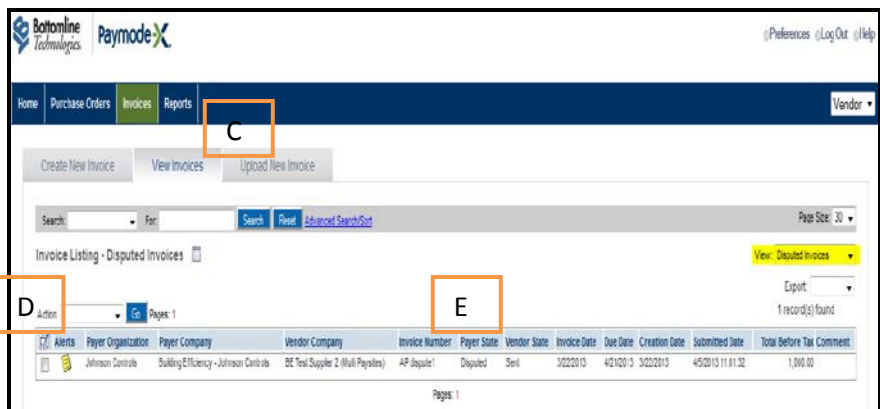 Bottomline Technologies Paymode-X Preferences Log Out Help
Home Purchase Orders Invoices Reports Vendor
C
Create New Invoice View Invoices Upload New Invoice
Search: For: Search Reset Advanced Search/Sort Page Size: 30
Invoice Listing - Disputed Invoices View: Disputed Invoices
Export:
D Action: Go Pages: 1 E 1 record(s) found
Alerts Payer Organization Payer Company Vendor Company Invoice Number Payer State Vendor State Invoice Date Due Date Creation Date Submitted Date Total Before Tax Comment
Johnson Controls Building Efficiency - Johnson Controls BE Test Supplier 2 (Multi Paysites) AP dispute1 Disputed Sent 3/22/2013 4/21/2013 3/23/2013 4/5/2013 11.01.32 1,000.00
Pages: 1